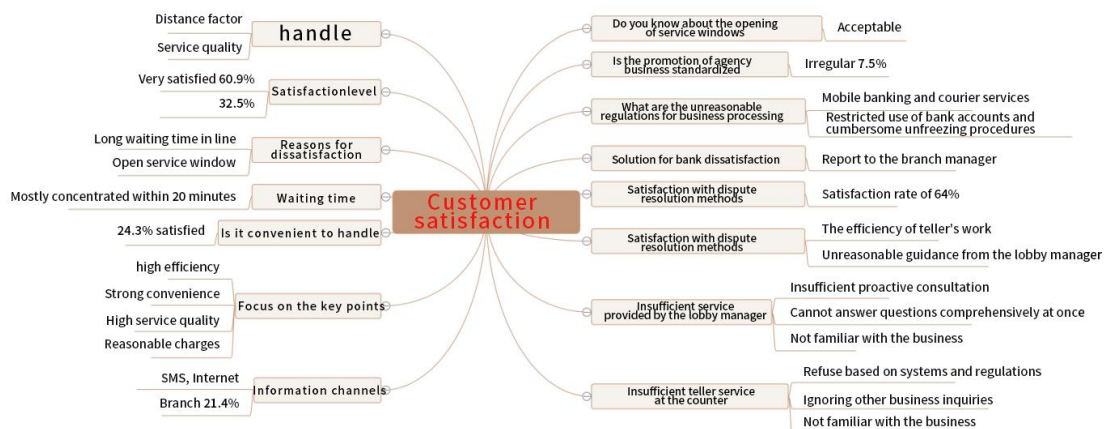 Customer
satisfaction
handle
Distance factor
Service quality
Satisfactionlevel
Very satisfied 60.9%
32.5%
Reasons for
dissatisfaction
Long waiting time in line
Open service window
Waiting time
Mostly concentrated within 20 minutes
Is it convenient to handle
24.3% satisfied
Focus on the key points
high efficiency
Strong convenience
High service quality
Reasonable charges
Information channels
SMS, Internet
Branch 21.4%
Do you know about the opening
of service windows
Acceptable
Is the promotion of agency
business standardized
Irregular 7.5%
What are the unreasonable
regulations for business processing
Mobile banking and courier services
Restricted use of bank accounts and
cumbersome unfreezing procedures
Solution for bank dissatisfaction
Report to the branch manager
Satisfaction with dispute
resolution methods
Satisfaction rate of 64%
Satisfaction with dispute
resolution methods
The efficiency of teller's work
Unreasonable guidance from the lobby manager
Insufficient service
provided by the lobby manager
Insufficient proactive consultation
Cannot answer questions comprehensively at once
Not familiar with the business
Insufficient teller service
at the counter
Refuse based on systems and regulations
Ignoring other business inquiries
Not familiar with the business